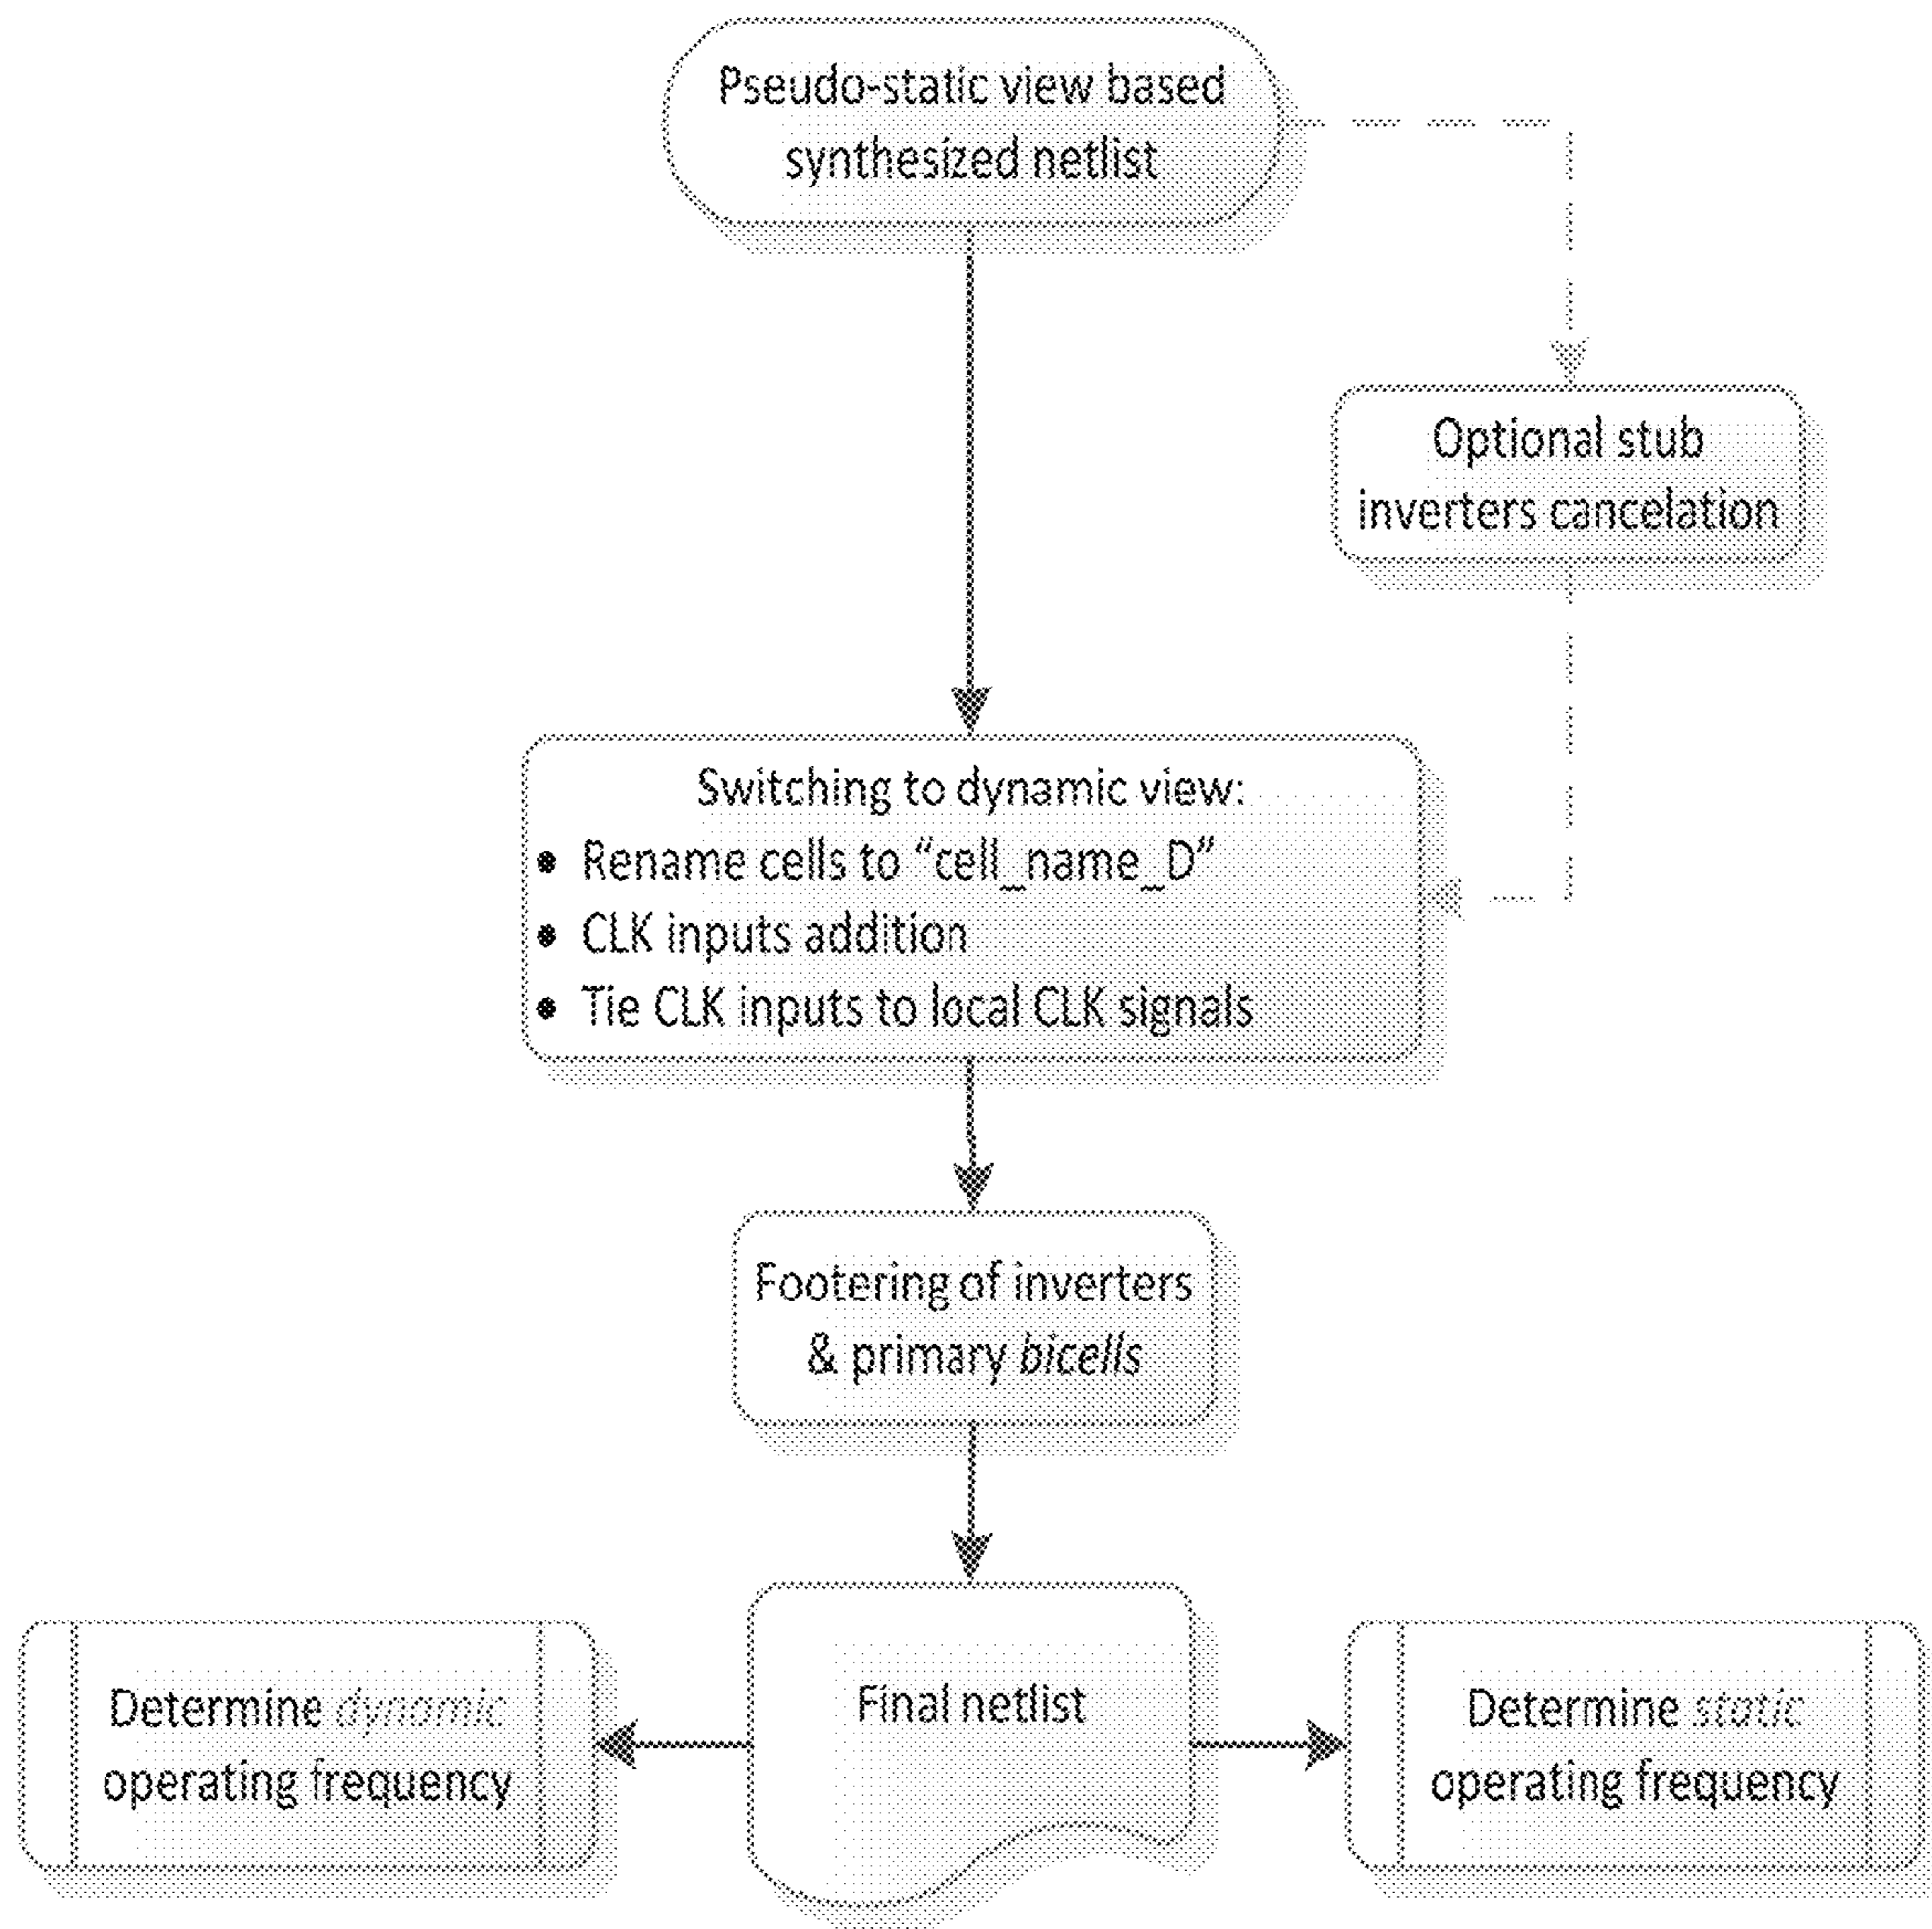 Pseudo-static view based
synthesized netlist
Optional stub
inverters cancelation
Switching to dynamic view:
• Rename cells to “cell_name_D”
• CLK inputs addition
• Tie CLK inputs to local CLK signals
Footering of inverters
& primary bicells
Final netlist
Determine dynamic
operating frequency
Determine static
operating frequency